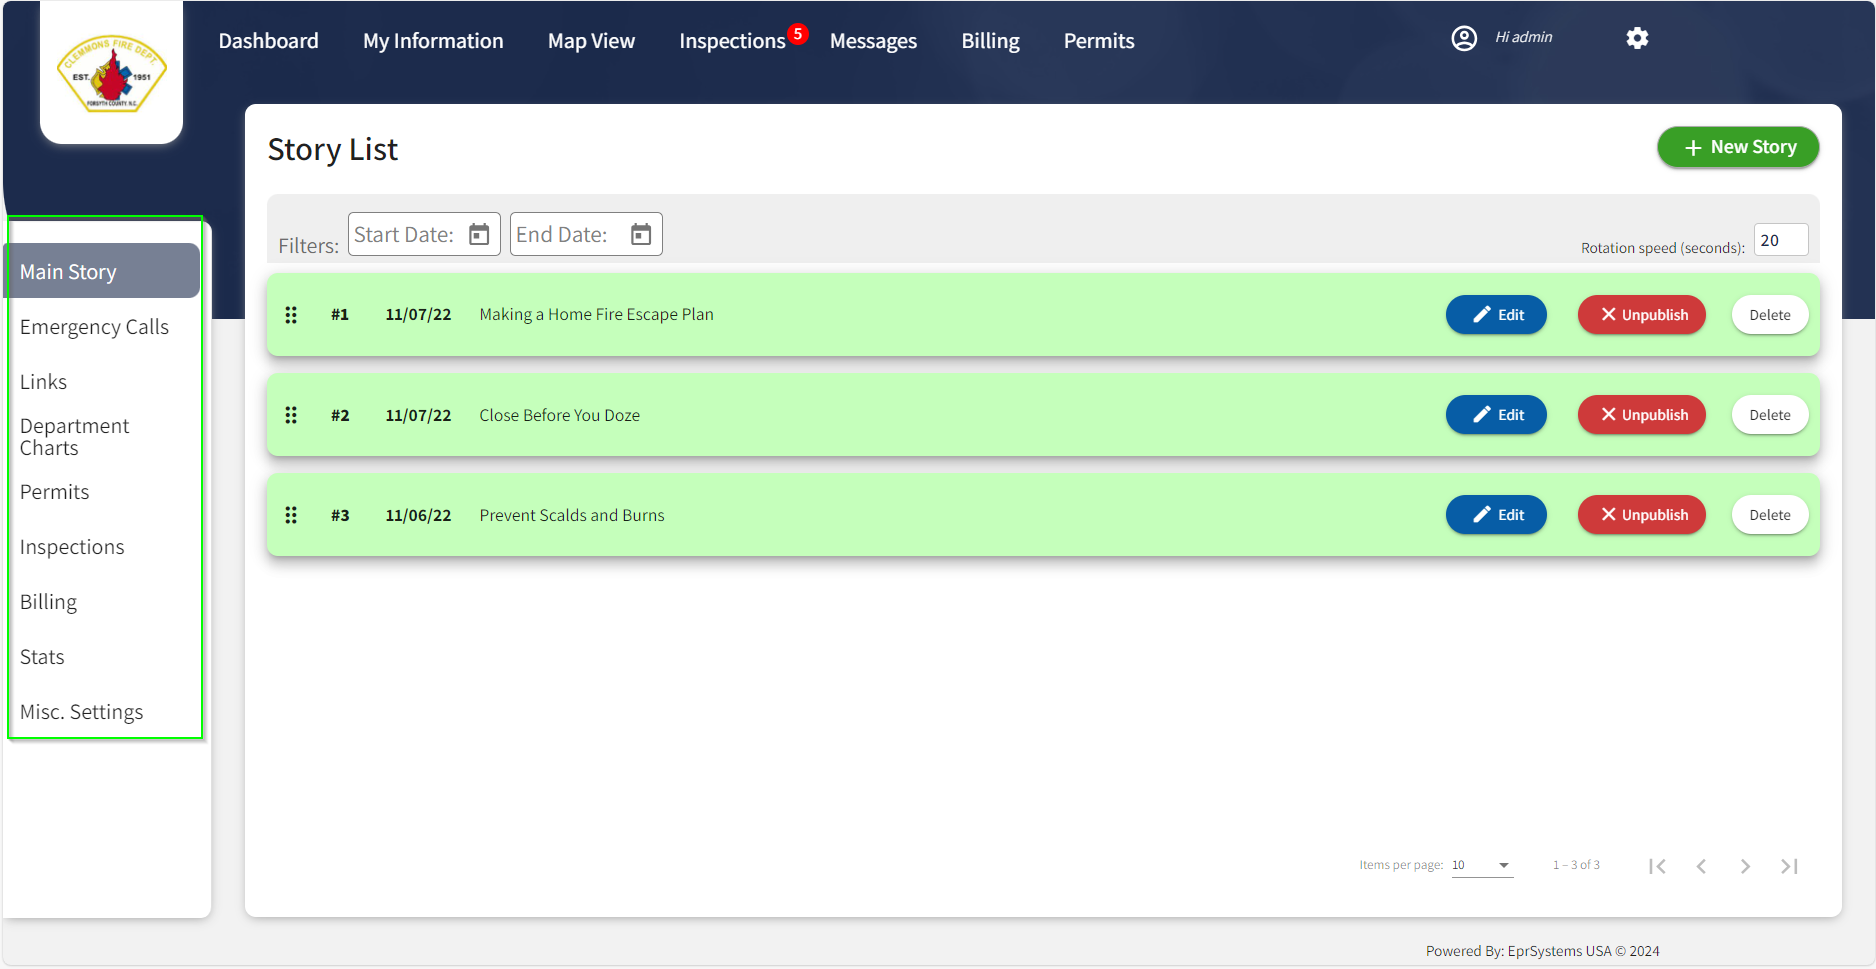 CLEMMONS FIRE DEPT.
EST. 1951
FORSYTH COUNTY, N.C.
Dashboard My Information Map View Inspections 5 Messages Billing Permits Hi admin
Story List
New Story
Filters: Start Date: End Date: Rotation speed (seconds): 20
#1 11/07/22 Making a Home Fire Escape Plan Edit Unpublish Delete
#2 11/07/22 Close Before You Doze Edit Unpublish Delete
#3 11/06/22 Prevent Scalds and Burns Edit Unpublish Delete
Main Story
Emergency Calls
Links
Department
Charts
Permits
Inspections
Billing
Stats
Misc. Settings
Items per page: 10 1 – 3 of 3
Powered By: EprSystems USA © 2024